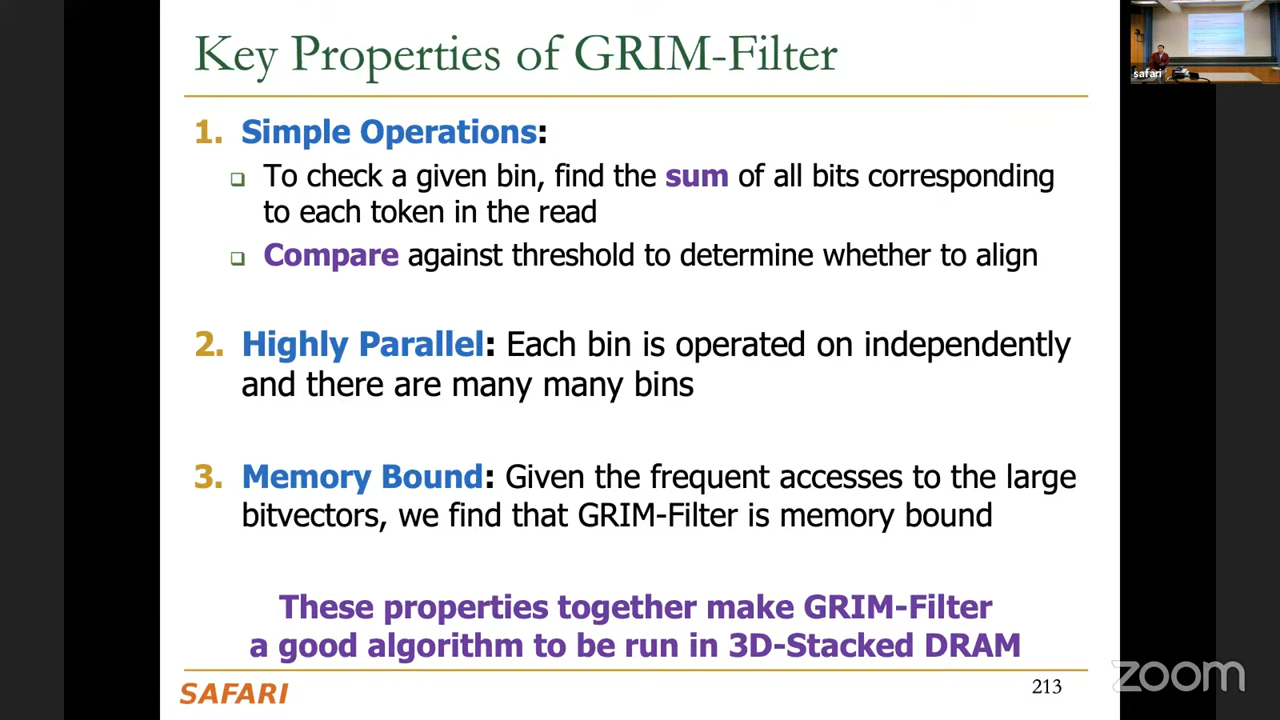 Key Properties of GRIM-Filter
1. Simple Operations:
❑ To check a given bin, find the sum of all bits corresponding
to each token in the read
❑ Compare against threshold to determine whether to align
2. Highly Parallel: Each bin is operated on independently
and there are many many bins
3. Memory Bound: Given the frequent accesses to the large
bitvectors, we find that GRIM-Filter is memory bound
These properties together make GRIM-Filter
a good algorithm to be run in 3D-Stacked DRAM
SAFARI
213
safari
zoom